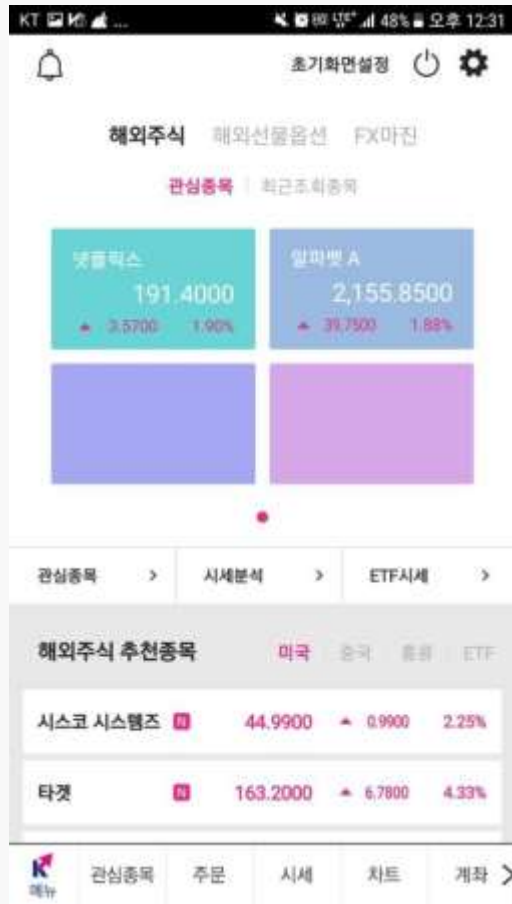 KT ... 48% 오후 12:31
초기화면설정
해외주식 해외선물옵션 FX마진
관심종목 최근조회종목
넷플릭스 알파벳 A
191.4000 2,155.8500
▲ 3.5700 1.90% ▲ 39.7500 1.88%
관심종목 > 시세분석 > ETF시세 >
해외주식 추천종목 미국 중국 홍콩 ETF
시스코 시스템즈 N 44.9900 ▲ 0.9900 2.25%
타겟 N 163.2000 ▲ 6.7800 4.33%
메뉴 관심종목 주문 시세 차트 계좌 >